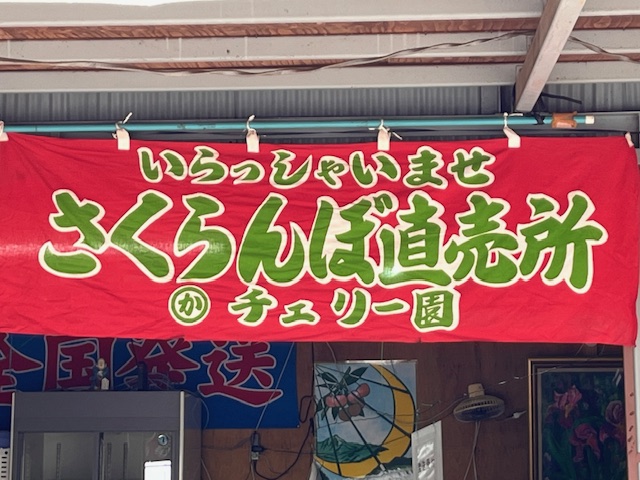 いらっしゃいませ
さくらんぼ直売所
㋕ チェリー園
全国発送